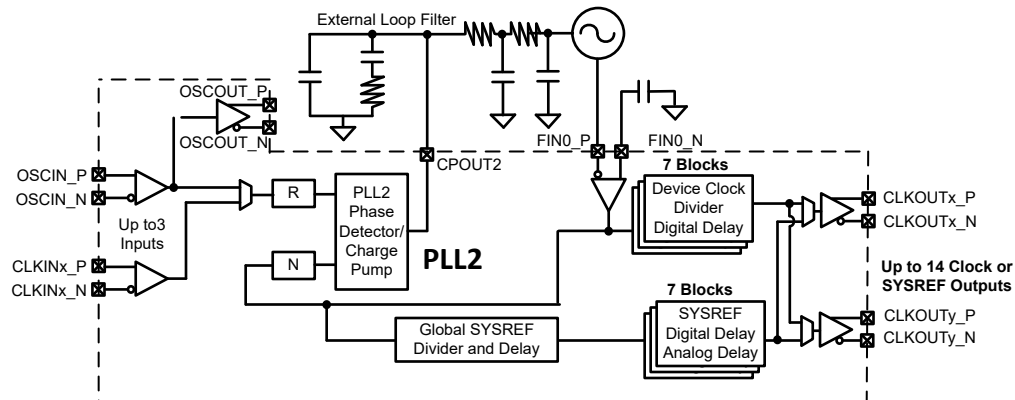 External Loop Filter
OSCOUT_P
OSCOUT_N
CPOUT2
FIN0_P
FIN0_N
OSCIN_P
OSCIN_N
Up to3
Inputs
CLKINx_P
CLKINx_N
R
N
PLL2
Phase
Detector/
Charge
Pump
PLL2
7 Blocks
Device Clock
Divider
Digital Delay
7 Blocks
SYSREF
Digital Delay
Analog Delay
Global SYSREF
Divider and Delay
CLKOUTx_P
CLKOUTx_N
Up to 14 Clock or
SYSREF Outputs
CLKOUTy_P
CLKOUTy_N